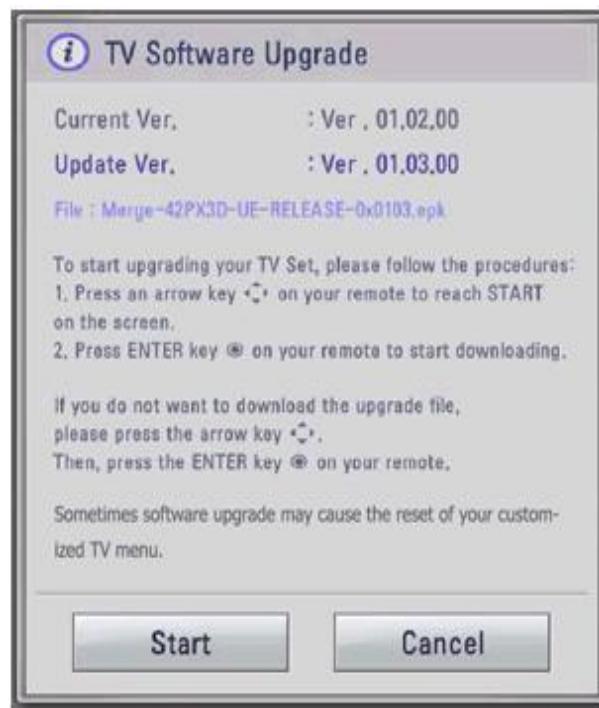 i TV Software Upgrade
Current Ver. : Ver . 01.02.00
Update Ver. : Ver . 01.03.00
File : Merge-42PX3D-UE-RELEASE-0x0103.epk
To start upgrading your TV Set, please follow the procedures:
1. Press an arrow key on your remote to reach START
on the screen.
2. Press ENTER key on your remote to start downloading.
If you do not want to download the upgrade file,
please press the arrow key .
Then, press the ENTER key on your remote.
Sometimes software upgrade may cause the reset of your custom-
ized TV menu.
Start Cancel